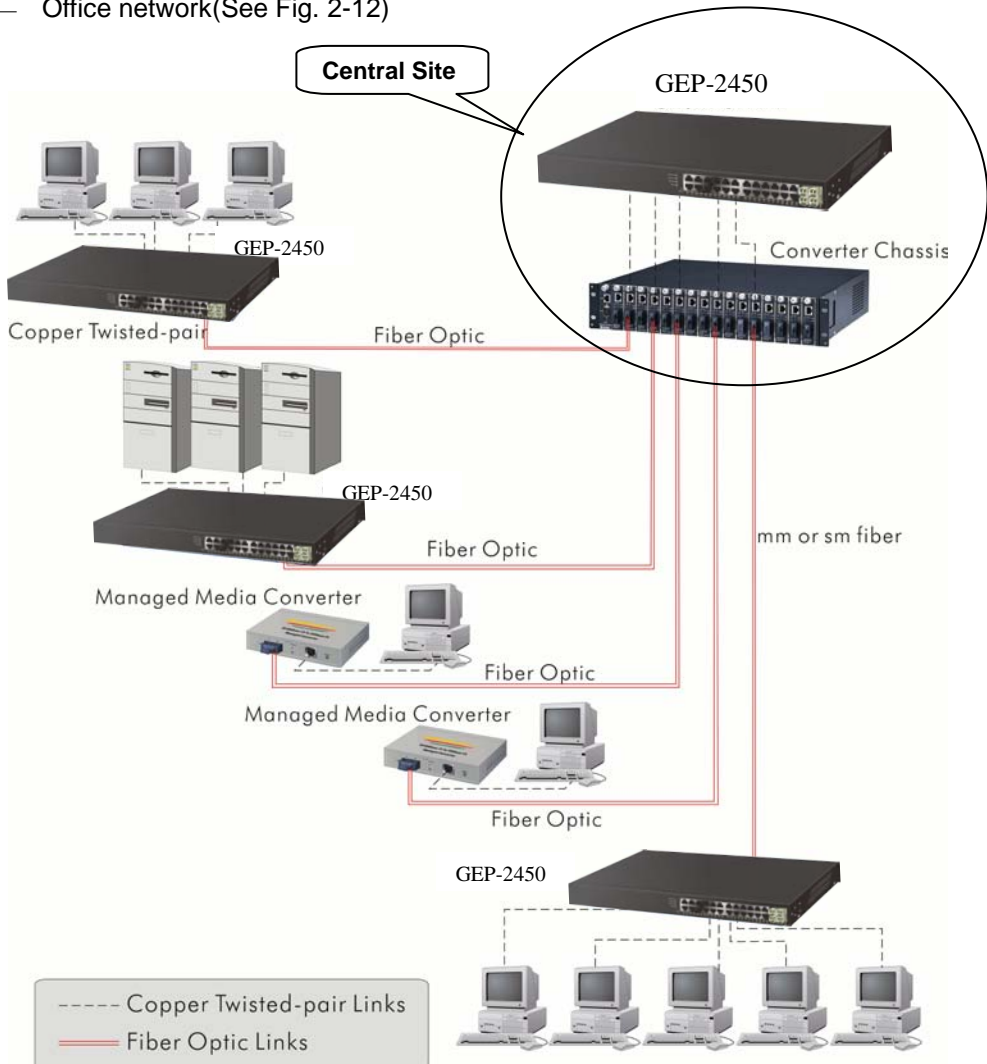 — Office network(See Fig. 2-12)
Central Site
GEP-2450
GEP-2450
Converter Chassis
Copper Twisted-pair
Fiber Optic
GEP-2450
Fiber Optic
mm or sm fiber
Managed Media Converter
Fiber Optic
Managed Media Converter
Fiber Optic
GEP-2450
Copper Twisted-pair Links
Fiber Optic Links